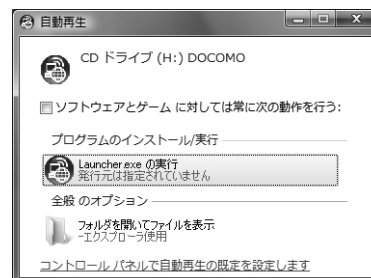 自動再生
CD ドライブ (H:) DOCOMO
ソフトウェアとゲーム に対しては常に次の動作を行う:
プログラムのインストール/実行
Launcher.exe の実行
発行元は指定されていません
全般 のオプション
フォルダを開いてファイルを表示
-エクスプローラ使用
コントロール パネルで自動再生の既定を設定します